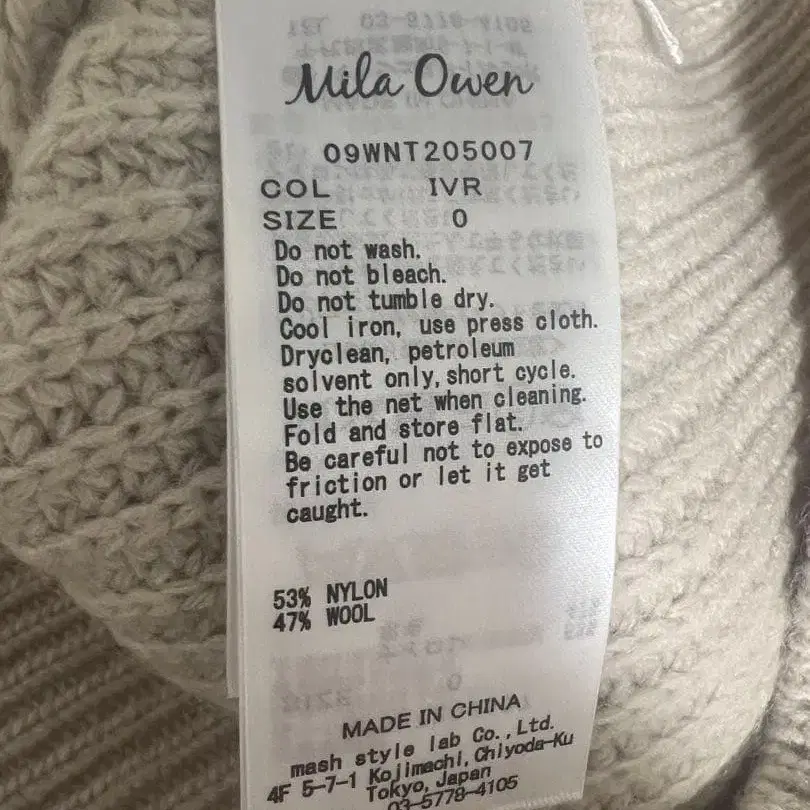 Mila Owen
09WNT205007
COL IVR
SIZE 0
Do not wash.
Do not bleach.
Do not tumble dry.
Cool iron, use press cloth.
Dryclean, petroleum
solvent only, short cycle.
Use the net when cleaning.
Fold and store flat.
Be careful not to expose to
friction or let it get
caught.
53% NYLON
47% WOOL
MADE IN CHINA
mash style lab Co., Ltd.
4F 5-7-1 Kojimachi, Chiyoda-Ku
Tokyo, Japan
03-5778-4105